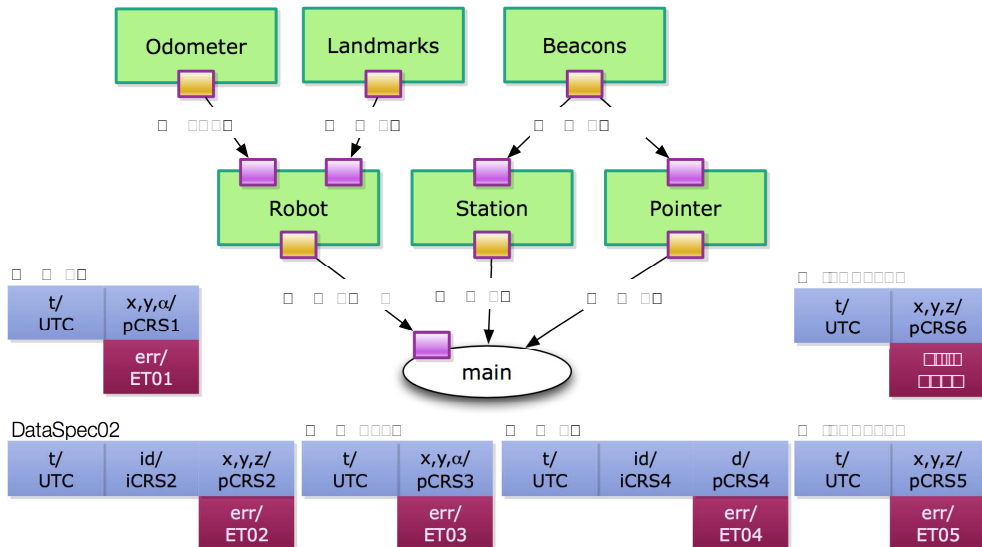 Odometer
Landmarks
Beacons
Robot
Station
Pointer
main
t/
UTC
x,y,α/
pCRS1
err/
ET01
t/
UTC
x,y,z/
pCRS6
DataSpec02
t/
UTC
id/
iCRS2
x,y,z/
pCRS2
err/
ET02
t/
UTC
x,y,α/
pCRS3
err/
ET03
t/
UTC
id/
iCRS4
d/
pCRS4
err/
ET04
t/
UTC
x,y,z/
pCRS5
err/
ET05